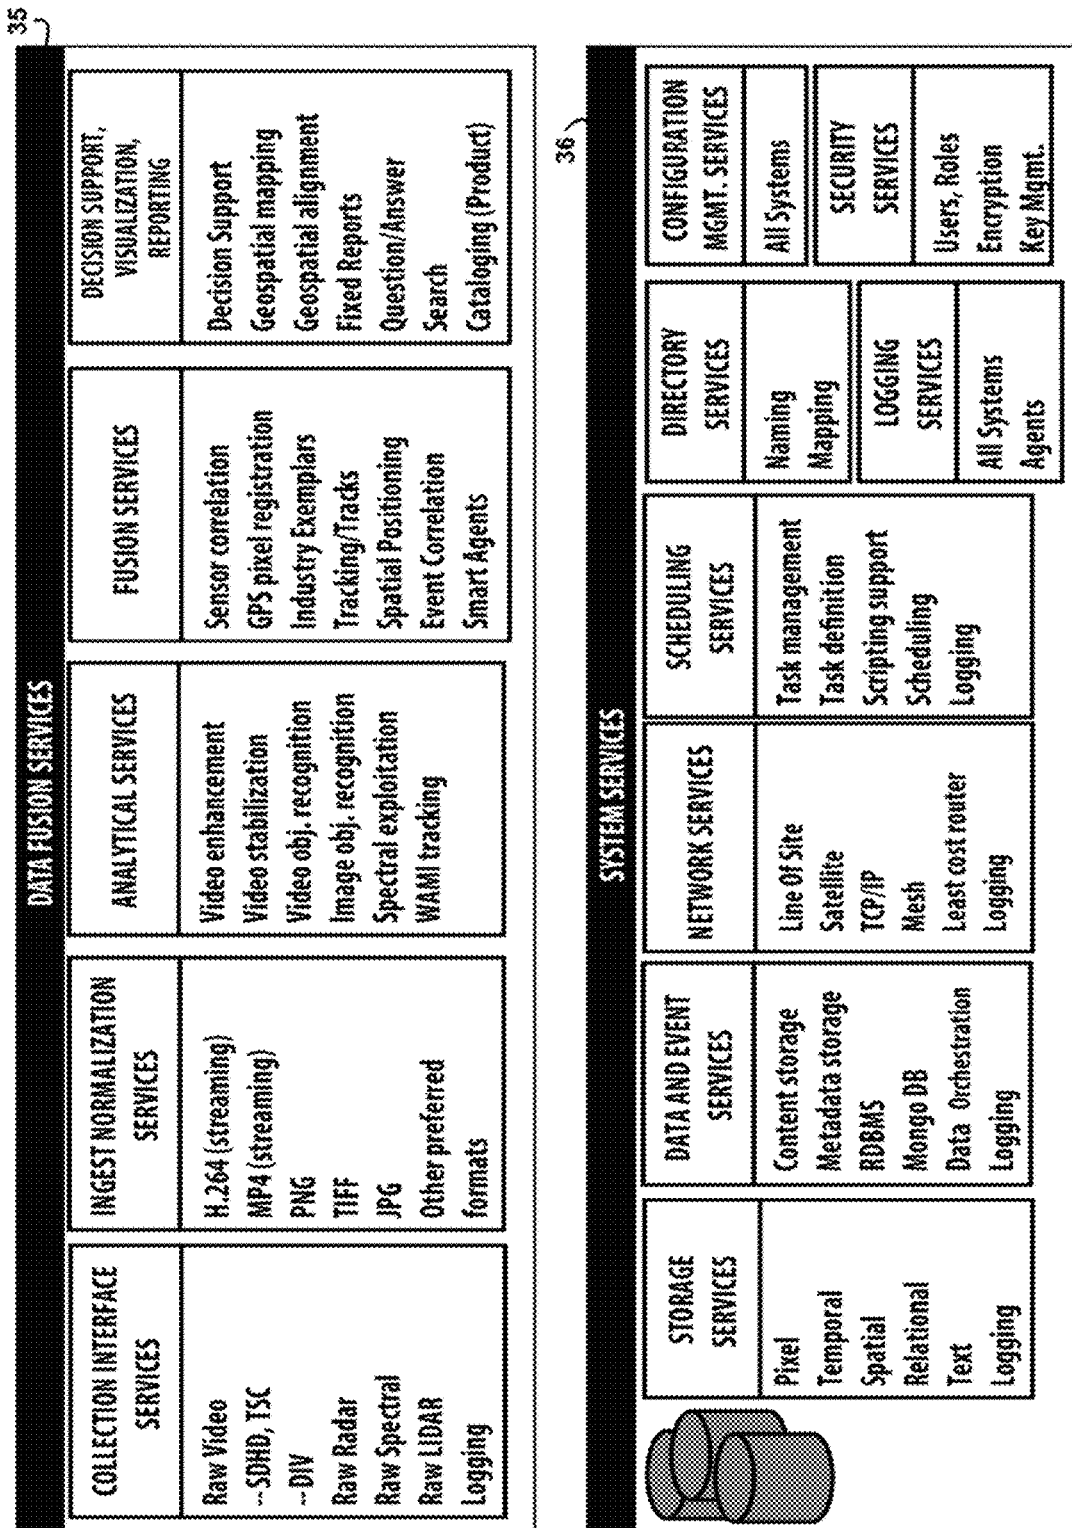 35
DATA FUSION SERVICES
COLLECTION INTERFACE
SERVICES
Raw Video
--SDHD, TSC
--DIV
Raw Radar
Raw Spectral
Raw LIDAR
Logging
INGEST NORMALIZATION
SERVICES
H.264 (streaming)
MP4 (streaming)
PNG
TIFF
JPG
Other preferred
formats
ANALYTICAL SERVICES
Video enhancement
Video stabilization
Video obj. recognition
Image obj. recognition
Spectral exploitation
WAMI tracking
FUSION SERVICES
Sensor correlation
GPS pixel registration
Industry Exemplars
Tracking/Tracks
Spatial Positioning
Event Correlation
Smart Agents
DECISION SUPPORT,
VISUALIZATION,
REPORTING
Decision Support
Geospatial mapping
Geospatial alignment
Fixed Reports
Question/Answer
Search
Cataloging (Product)
36
SYSTEM SERVICES
STORAGE
SERVICES
Pixel
Temporal
Spatial
Relational
Text
Logging
DATA AND EVENT
SERVICES
Content storage
Metadata storage
RDBMS
Mongo DB
Data Orchestration
Logging
NETWORK SERVICES
Line Of Site
Satellite
TCP/IP
Mesh
Least cost router
Logging
SCHEDULING
SERVICES
Task management
Task definition
Scripting support
Scheduling
Logging
DIRECTORY
SERVICES
Naming
Mapping
LOGGING
SERVICES
All Systems
Agents
CONFIGURATION
MGMT. SERVICES
All Systems
SECURITY
SERVICES
Users, Roles
Encryption
Key Mgmt.